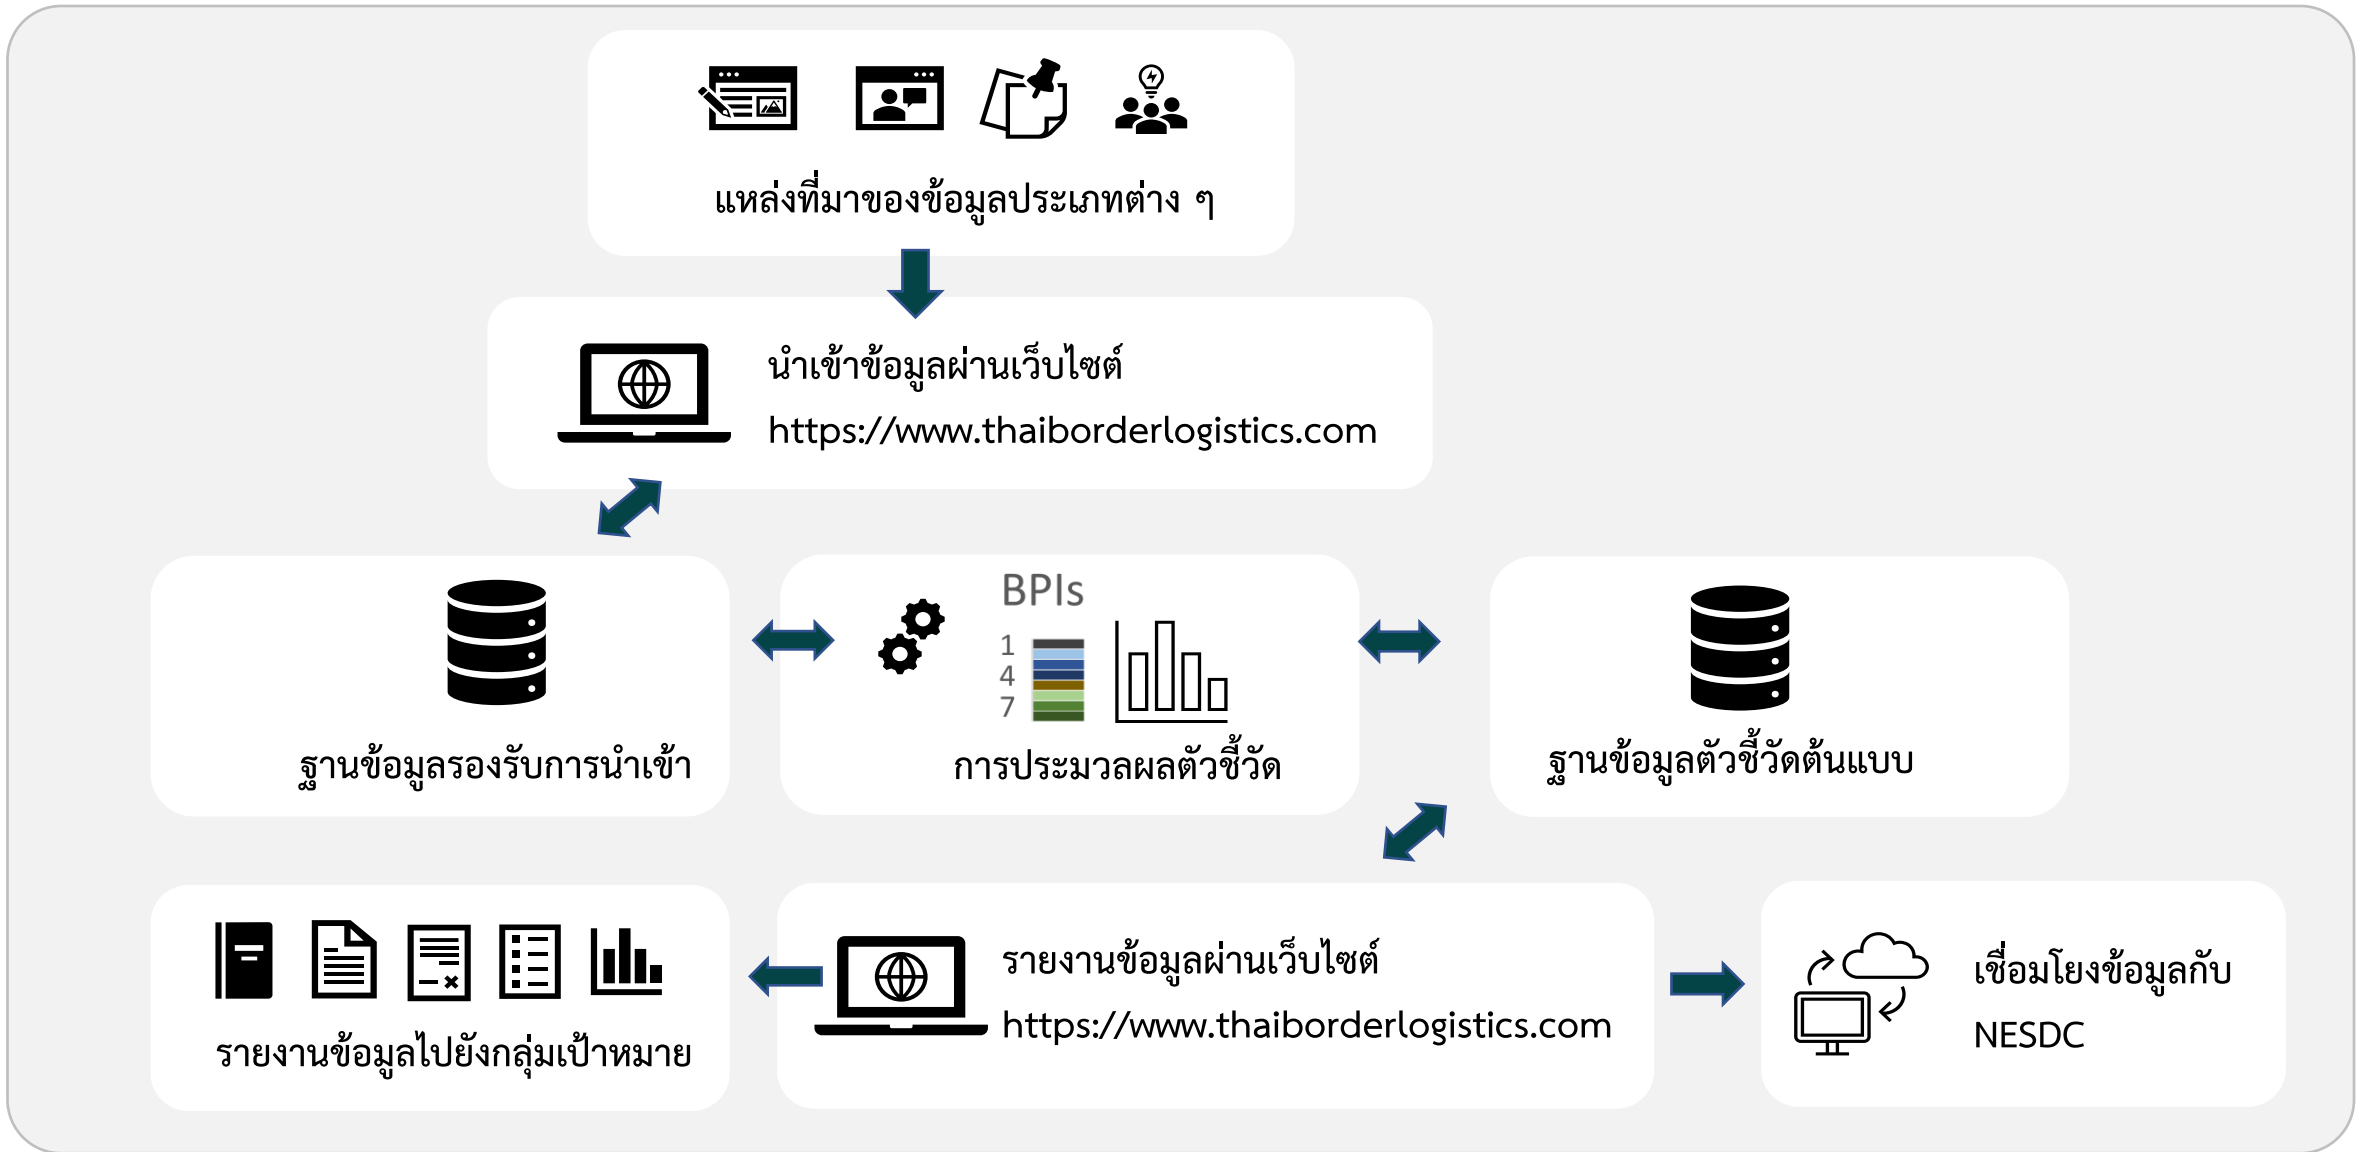 แหล่งที่มาของข้อมูลประเภทต่าง ๆ
นำเข้าข้อมูลผ่านเว็บไซต์
https://www.thaiborderlogistics.com
ฐานข้อมูลรองรับการนำเข้า
BPIs
1
4
7
การประมวลผลตัวชี้วัด
ฐานข้อมูลตัวชี้วัดต้นแบบ
รายงานข้อมูลไปยังกลุ่มเป้าหมาย
รายงานข้อมูลผ่านเว็บไซต์
https://www.thaiborderlogistics.com
เชื่อมโยงข้อมูลกับ
NESDC